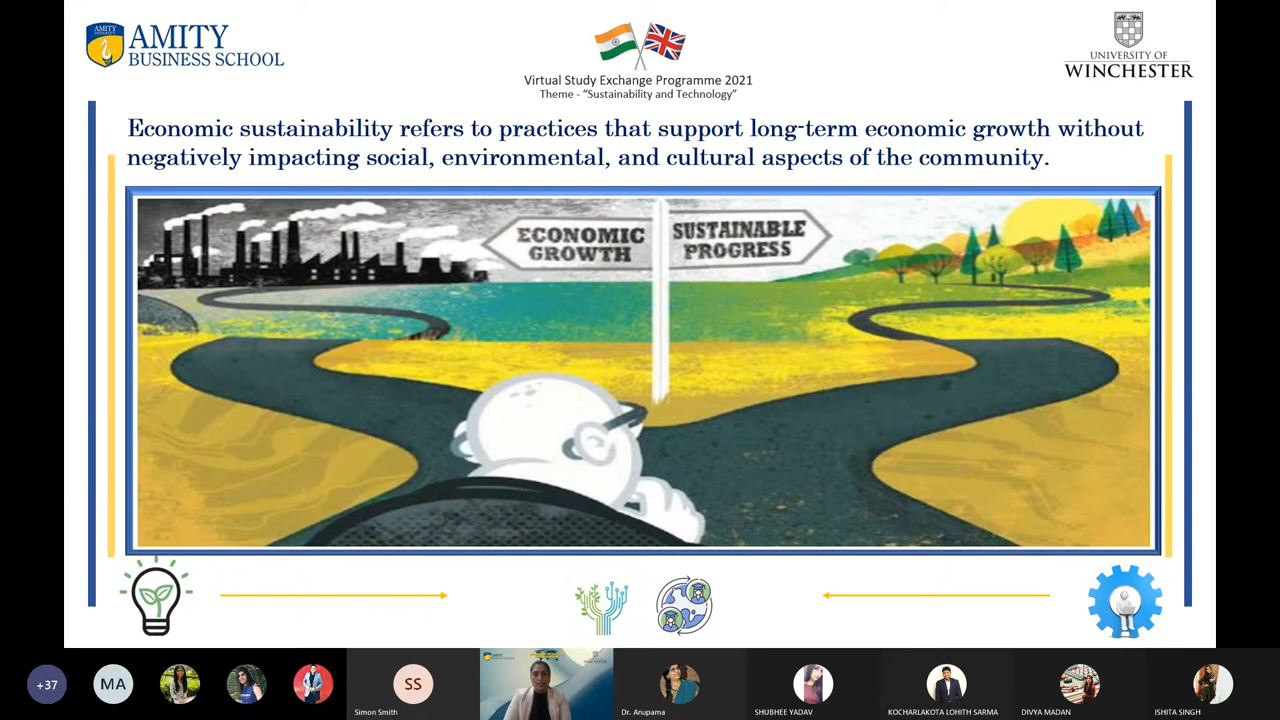 AMITY
BUSINESS SCHOOL
Virtual Study Exchange Programme 2021
Theme - “Sustainability and Technology”
UNIVERSITY OF
WINCHESTER
Economic sustainability refers to practices that support long-term economic growth without
negatively impacting social, environmental, and cultural aspects of the community.
ECONOMIC
GROWTH
SUSTAINABLE
PROGRESS
+37
MA
SS
Simon Smith
AMITY
WINCHESTER
Dr. Anupama
SHUBHEE YADAV
KOCHARLAKOTA LOHITH SARMA
DIVYA MADAN
ISHITA SINGH